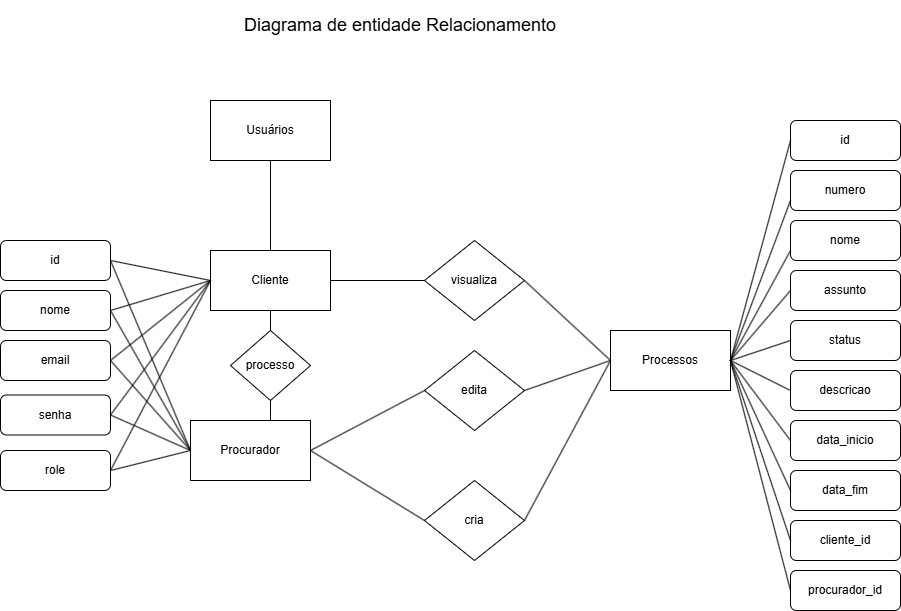 Diagrama de entidade Relacionamento
Usuários
id
nome
email
senha
role
Cliente
processo
Procurador
visualiza
edita
cria
Processos
id
numero
nome
assunto
status
descricao
data_inicio
data_fim
cliente_id
procurador_id